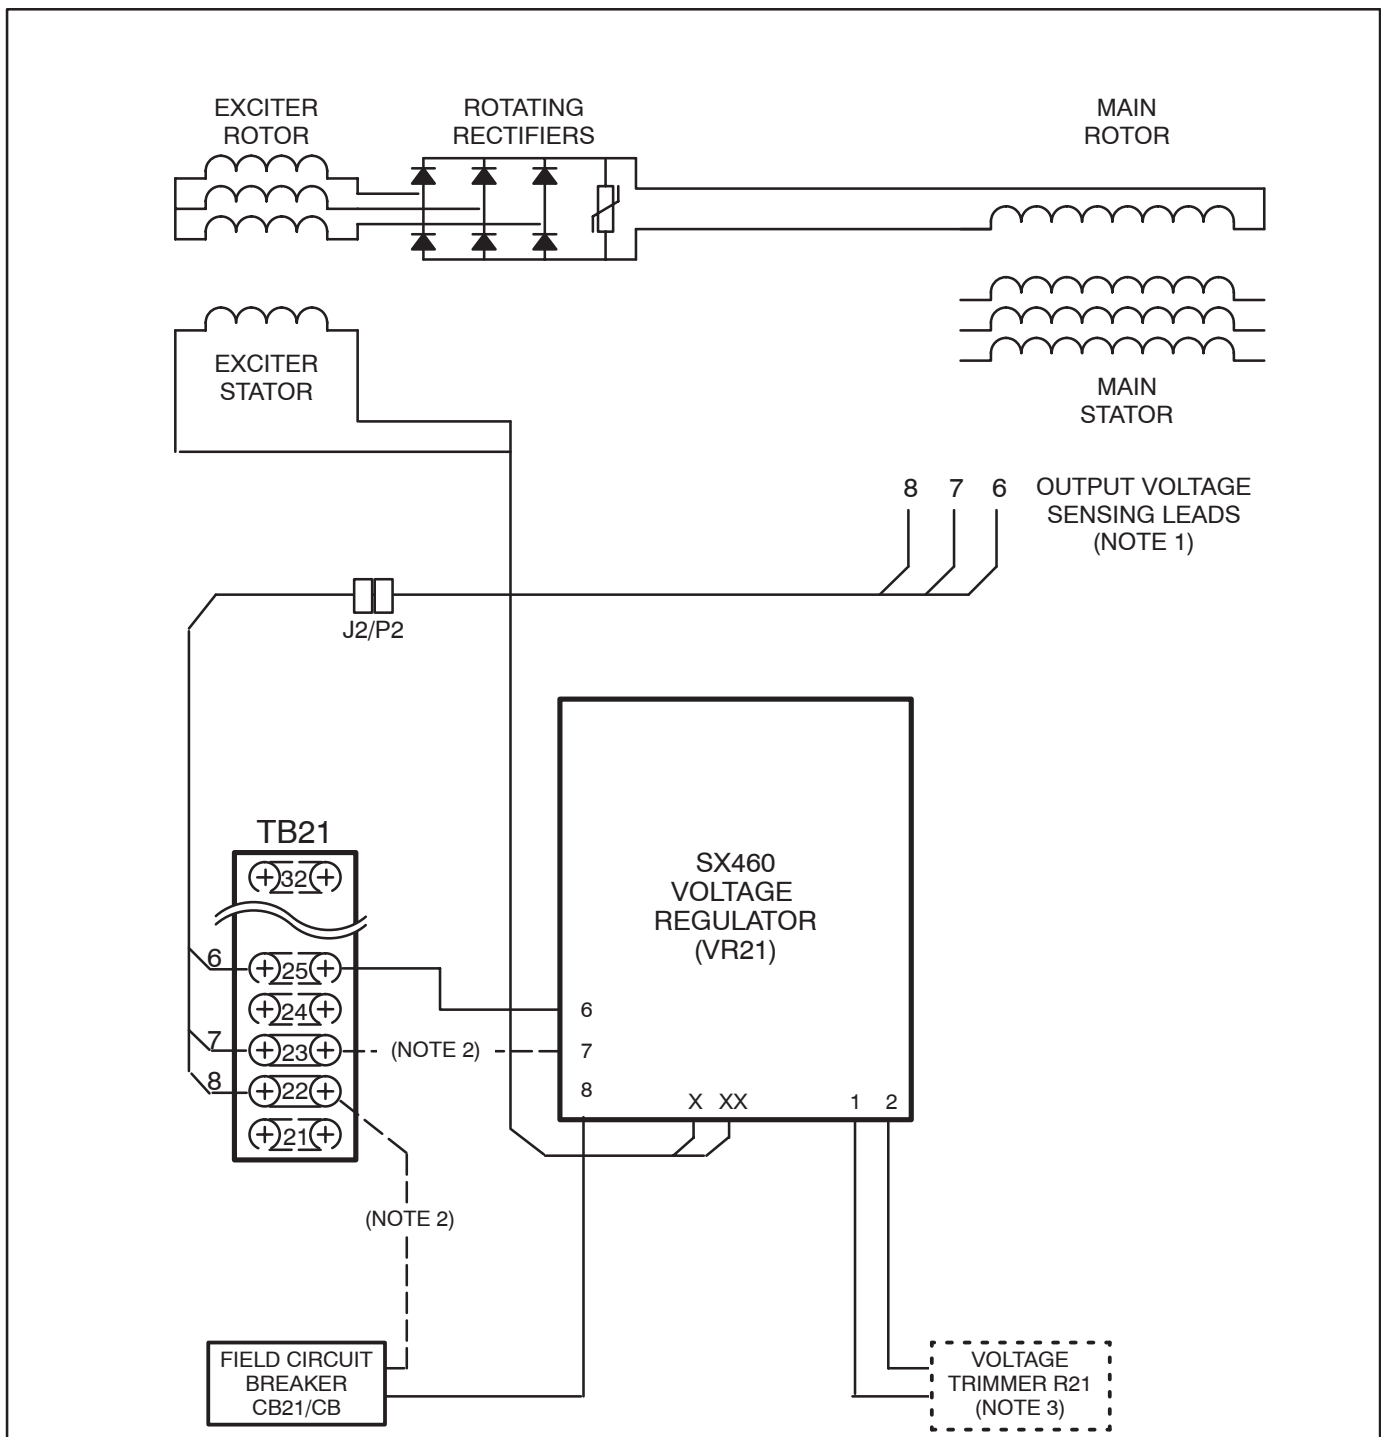 EXCITER
ROTOR
ROTATING
RECTIFIERS
MAIN
ROTOR
EXCITER
STATOR
MAIN
STATOR
8 7 6
OUTPUT VOLTAGE
SENSING LEADS
(NOTE 1)
J2/P2
TB21
32
6
25
24
7
23
8
22
21
(NOTE 2)
SX460
VOLTAGE
REGULATOR
(VR21)
6
7
8
X XX
1 2
(NOTE 2)
FIELD CIRCUIT
BREAKER
CB21/CB
VOLTAGE
TRIMMER R21
(NOTE 3)